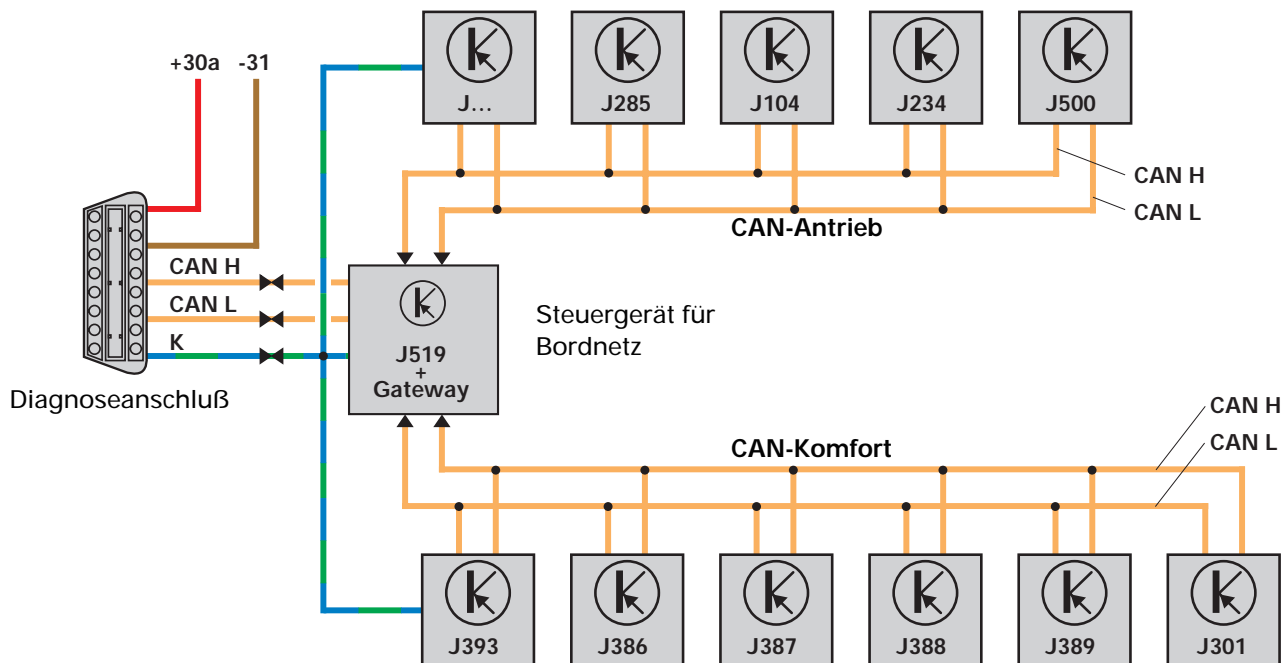 +30a -31
J...
J285
J104
J234
J500
CAN H
CAN L
CAN-Antrieb
CAN H
CAN L
K
Diagnoseanschluß
J519
+
Gateway
Steuergerät für
Bordnetz
CAN-Komfort
CAN H
CAN L
J393
J386
J387
J388
J389
J301